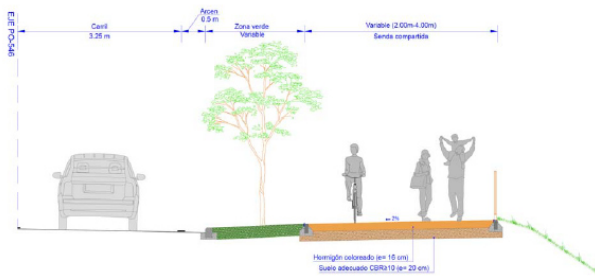 EJE PO-546
Carril
3.25 m
Arcen
0.5 m
Zona verde
Variable
Variable (2.00m-4.00m)
Senda compartida
2%
Hormigón coloreado (e= 16 cm)
Suelo adecuado CBR≥10 (e= 20 cm)